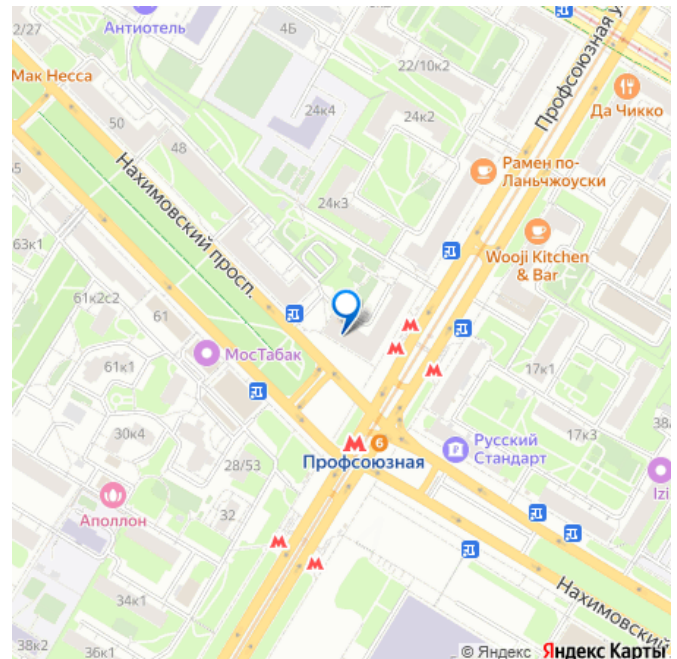 Антиотель
4Б
2/27
Мак Несса
22/10к2
Профсоюзная у
Да Чикко
24к4
24к2
50
48
Рамен по-
Ланьчжоуски
Нахимовский просп.
24к3
Wooji Kitchen
& Bar
63к1
61к2с2
61
МосТабак
61к1
17к1
38/
30к4
6
Профсоюзная
Русский
Стандарт
17к3
28/53
Izi
Аполлон
32
34к1
Нахимовский
38к2
36к1
© Яндекс Яндекс Карты